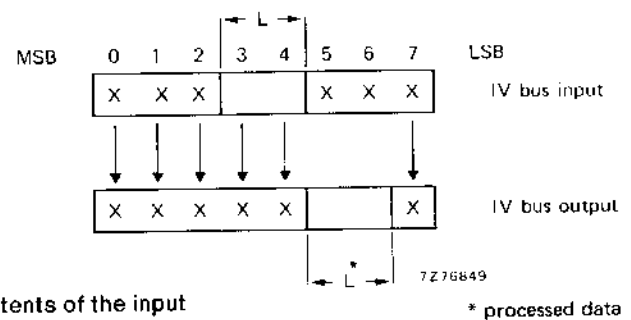 L
MSB 0 1 2 3 4 5 6 7 LSB
X X X X X X IV bus input
X X X X X X IV bus output
* L 7Z76849
tents of the input * processed data